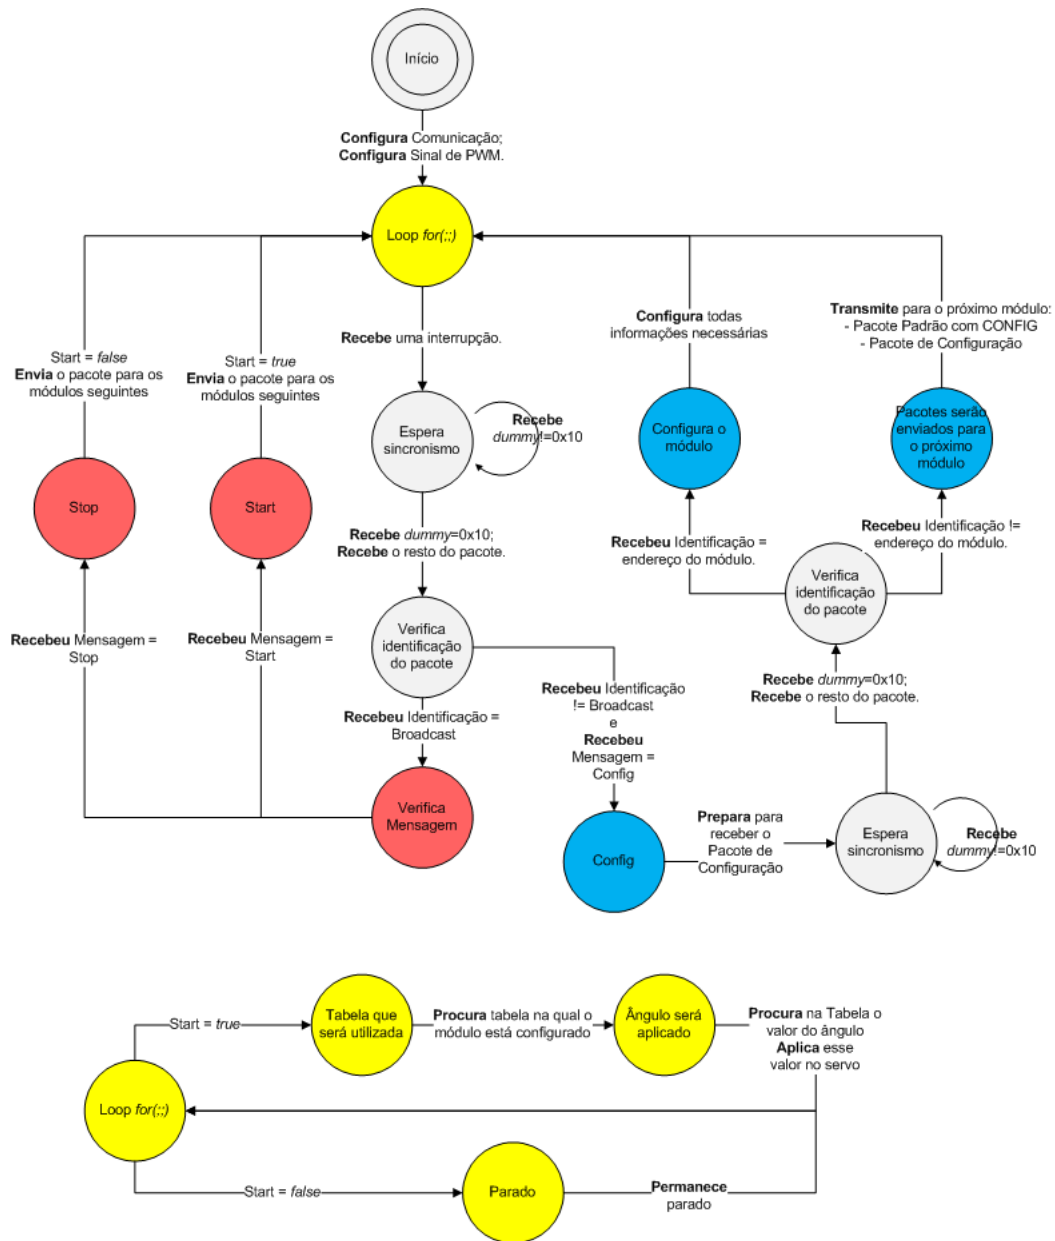 Início
Configura Comunicação;
Configura Sinal de PWM.
Loop for(;;)
Recebe uma interrupção.
Configura todas
informações necessárias
Transmite para o próximo módulo:
- Pacote Padrão com CONFIG
- Pacote de Configuração
Start = false
Envia o pacote para os
módulos seguintes
Start = true
Envia o pacote para os
módulos seguintes
Espera
sincronismo
Recebe
dummy!=0x10
Configura o
módulo
Pacotes serão
enviados para
o próximo
módulo
Stop
Start
Recebe dummy=0x10;
Recebe o resto do pacote.
Recebeu Identificação =
endereço do módulo.
Recebeu Identificação !=
endereço do módulo.
Verifica
identificação
do pacote
Verifica
identificação
do pacote
Recebeu Mensagem =
Stop
Recebeu Mensagem =
Start
Recebeu Identificação =
Broadcast
Recebeu Identificação
!= Broadcast
e
Recebeu
Mensagem =
Config
Recebe dummy=0x10;
Recebe o resto do pacote.
Verifica
Mensagem
Config
Prepara para
receber o
Pacote de
Configuração
Espera
sincronismo
Recebe
dummy!=0x10
Start = true
Tabela que
será utilizada
Procura tabela na qual o
módulo está configurado
Ângulo será
aplicado
Procura na Tabela o
valor do ângulo
Aplica esse
valor no servo
Loop for(;;)
Start = false
Parado
Permanece
parado